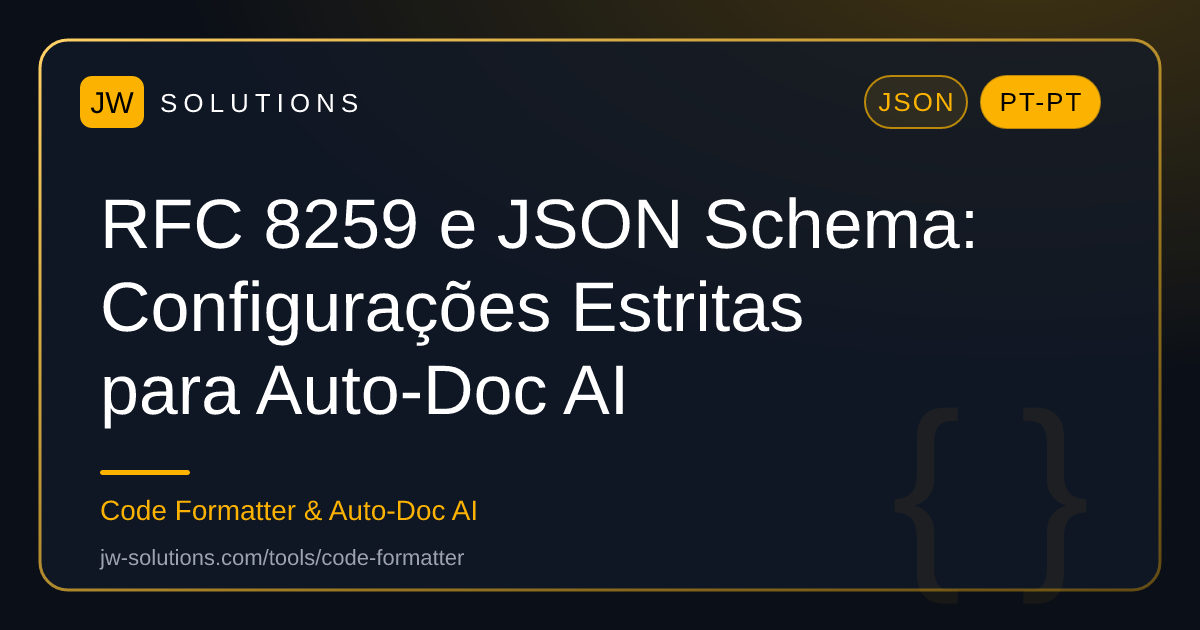 JW SOLUTIONS
JSON PT-PT
RFC 8259 e JSON Schema:
Configurações Estritas
para Auto-Doc AI
Code Formatter & Auto-Doc AI
jw-solutions.com/tools/code-formatter
{ }